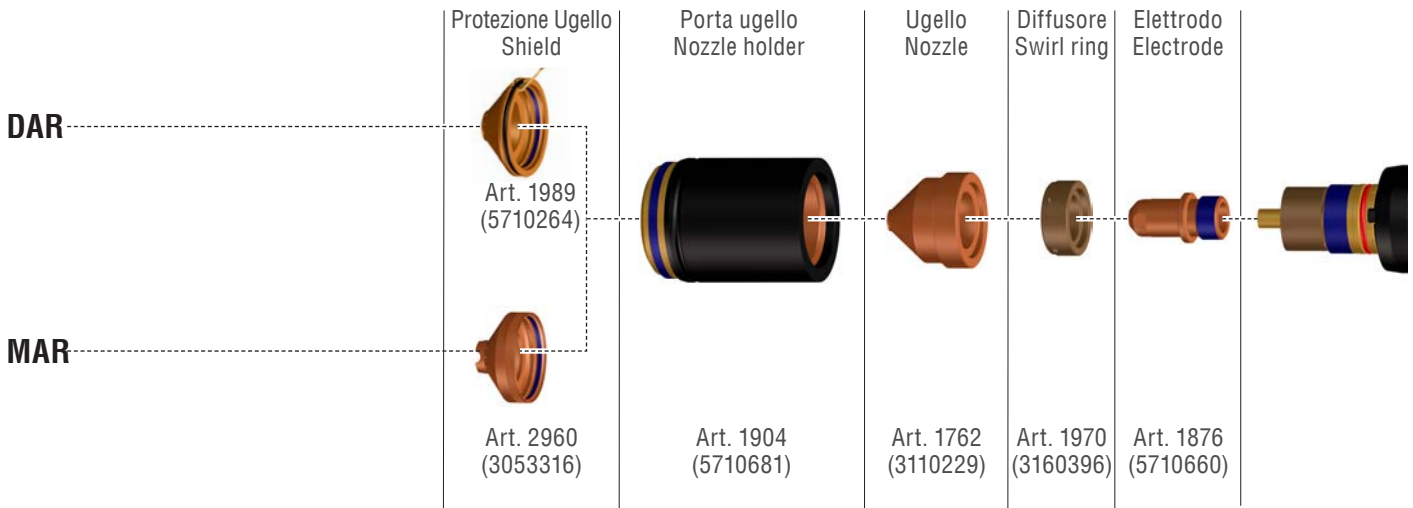 Protezione Ugello
Shield
Porta ugello
Nozzle holder
Ugello
Nozzle
Diffusore
Swirl ring
Elettrodo
Electrode
DAR
Art. 1989
(5710264)
MAR
Art. 2960
(3053316)
Art. 1904
(5710681)
Art. 1762
(3110229)
Art. 1970
(3160396)
Art. 1876
(5710660)